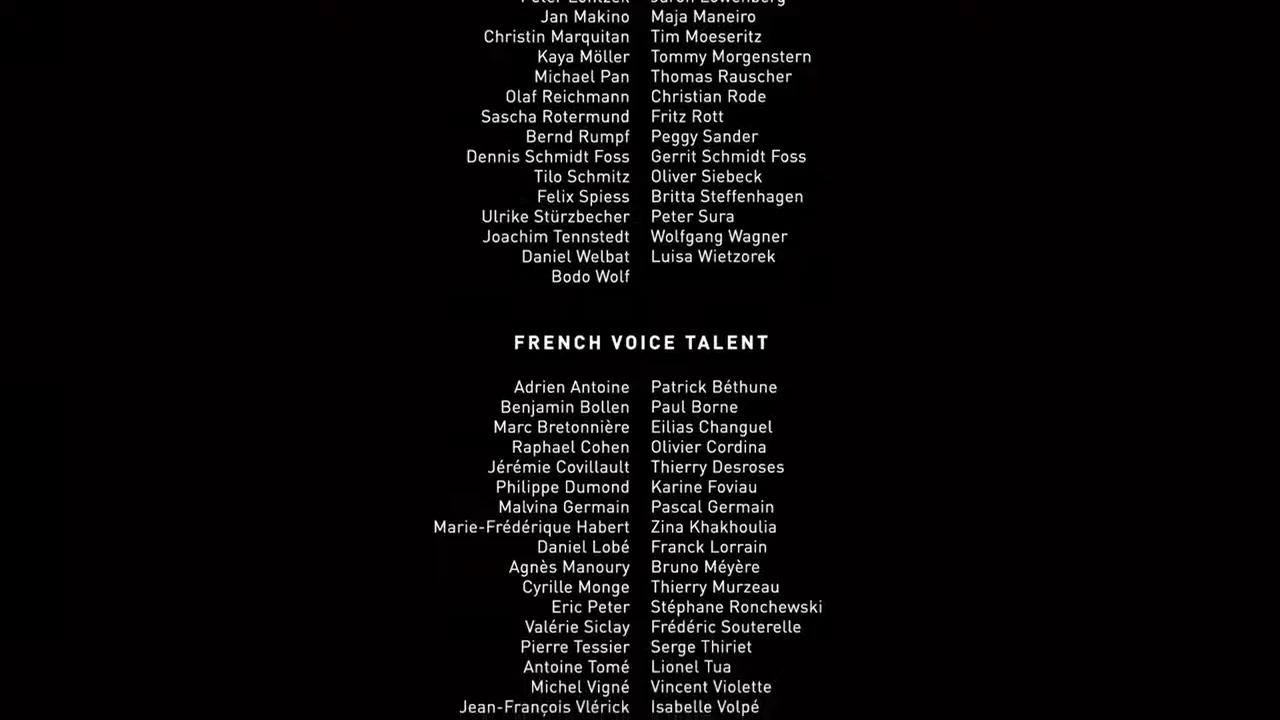 Jan Makino Maja Maneiro
Christin Marquitan Tim Moeseritz
Kaya Möller Tommy Morgenstern
Michael Pan Thomas Rauscher
Olaf Reichmann Christian Rode
Sascha Rotermund Fritz Rott
Bernd Rumpf Peggy Sander
Dennis Schmidt Foss Gerrit Schmidt Foss
Tilo Schmitz Oliver Siebeck
Felix Spiess Britta Steffenhagen
Ulrike Stürzbecher Peter Sura
Joachim Tennstedt Wolfgang Wagner
Daniel Welbat Luisa Wietzorek
Bodo Wolf
FRENCH VOICE TALENT
Adrien Antoine Patrick Béthune
Benjamin Bollen Paul Borne
Marc Bretonnière Eilias Changuel
Raphael Cohen Olivier Cordina
Jérémie Covillault Thierry Desroses
Philippe Dumond Karine Foviau
Malvina Germain Pascal Germain
Marie-Frédérique Habert Zina Khakhoulia
Daniel Lobé Franck Lorrain
Agnès Manoury Bruno Méyère
Cyrille Monge Thierry Murzeau
Eric Peter Stéphane Ronchewski
Valérie Siclay Frédéric Souterelle
Pierre Tessier Serge Thiriet
Antoine Tomé Lionel Tua
Michel Vigné Vincent Violette
Jean-François Vlérick Isabelle Volpé